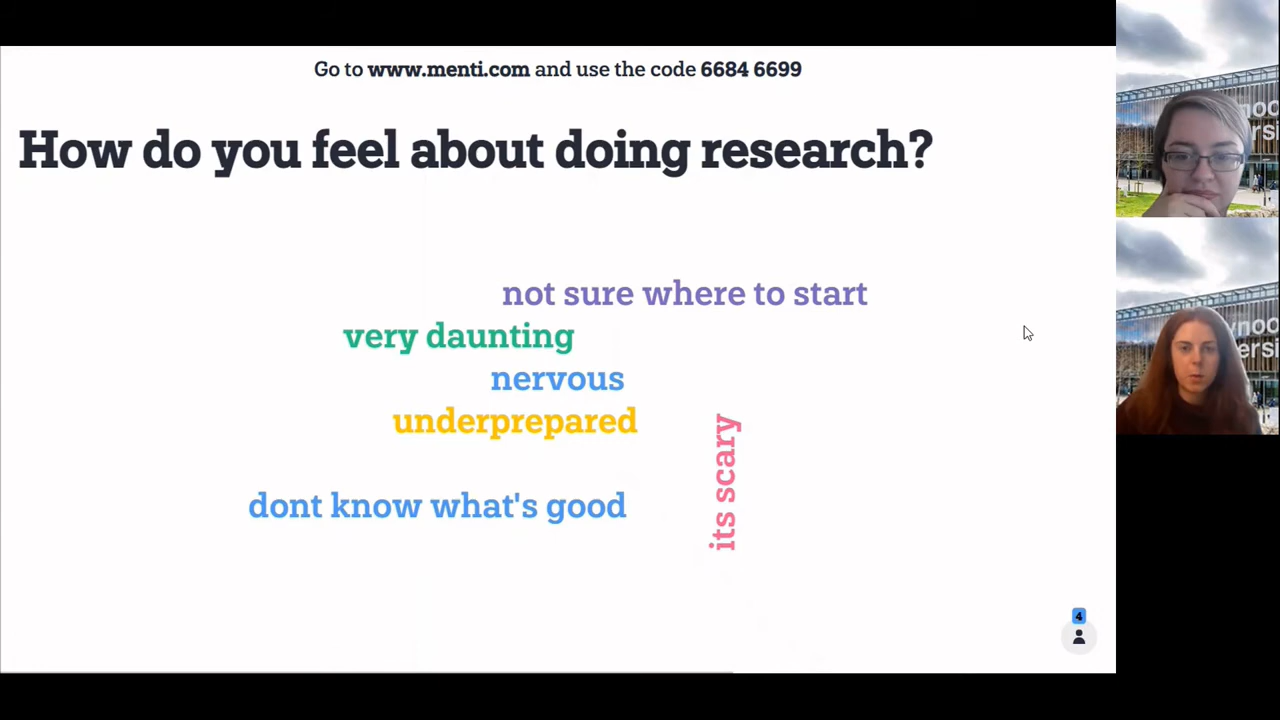 Go to www.menti.com and use the code 6684 6699
How do you feel about doing research?
not sure where to start
very daunting
nervous
underprepared
its scary
dont know what's good
4